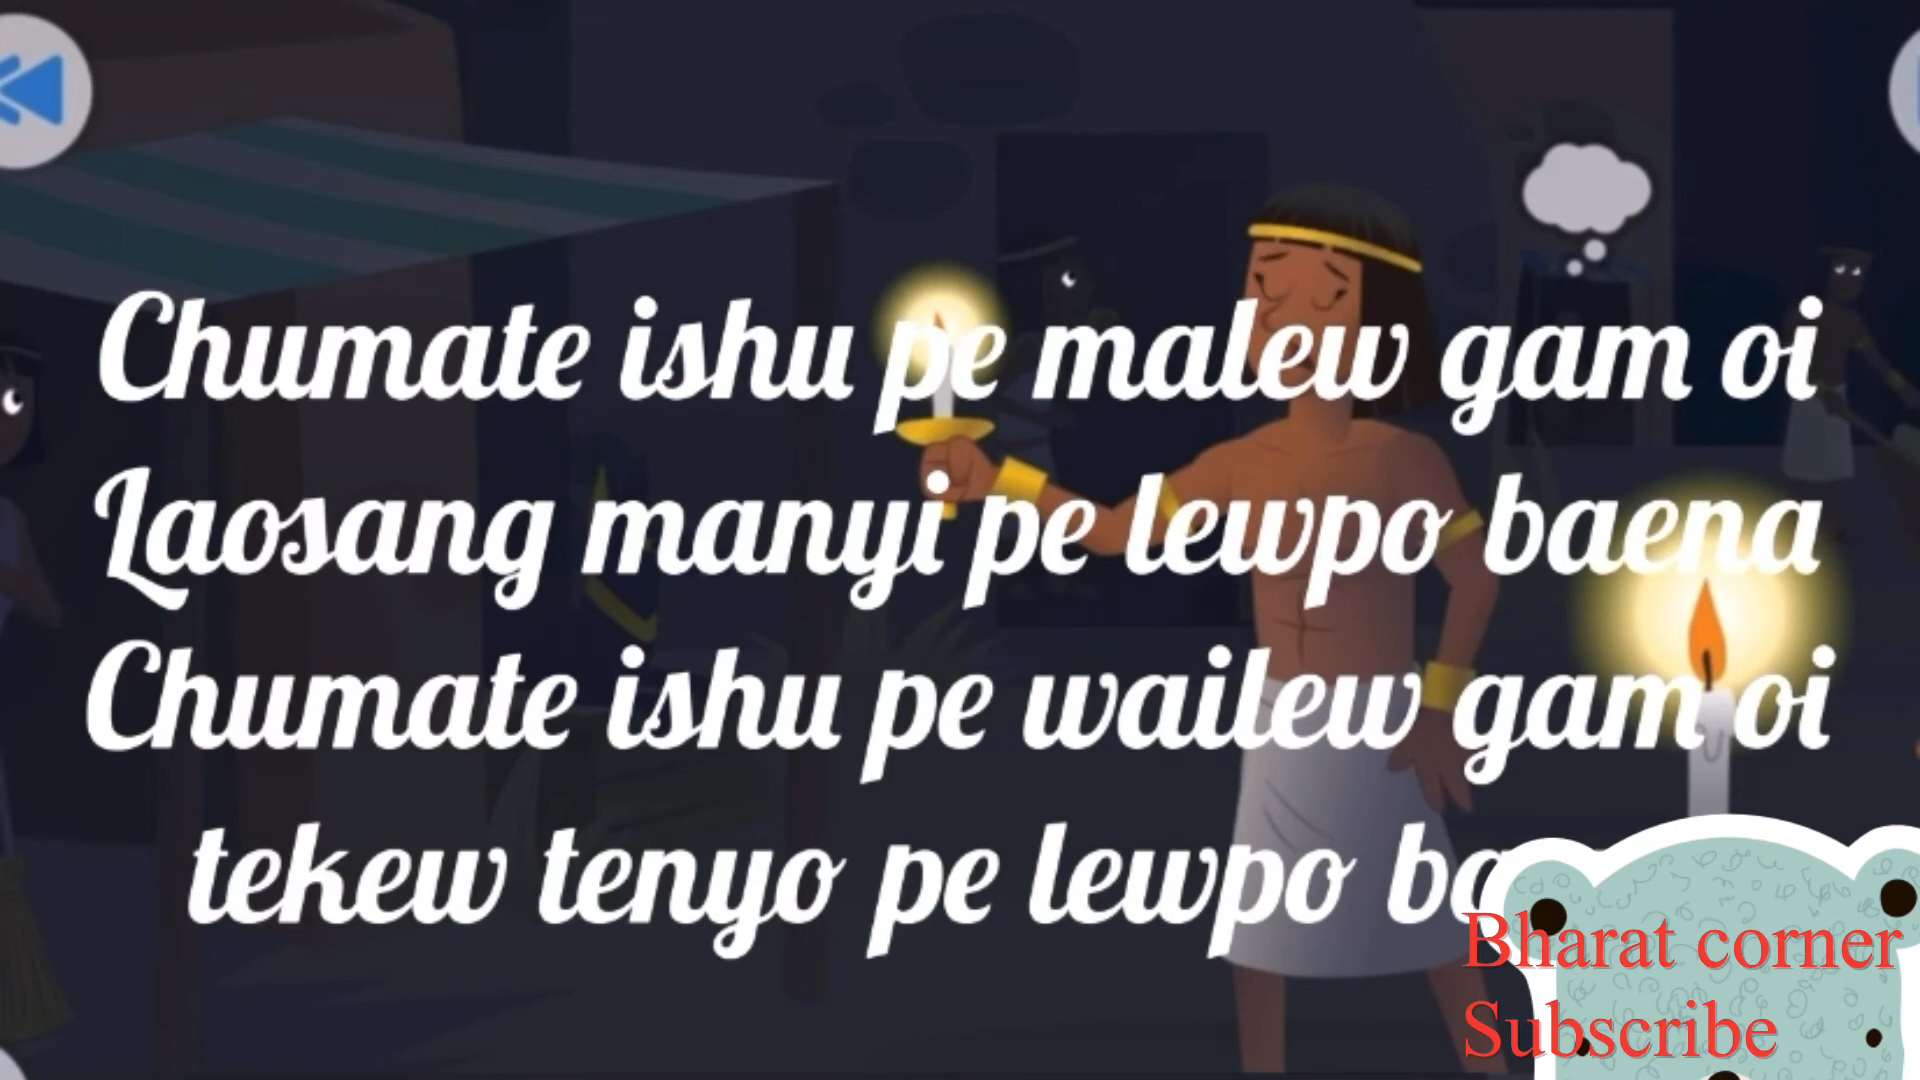 Chumate ishu pe malew gam oi
Laosang manyi pe lewpo baena
Chumate ishu pe wailew gam oi
tekew tenyo pe lewpo
Bharat corner
Subscribe